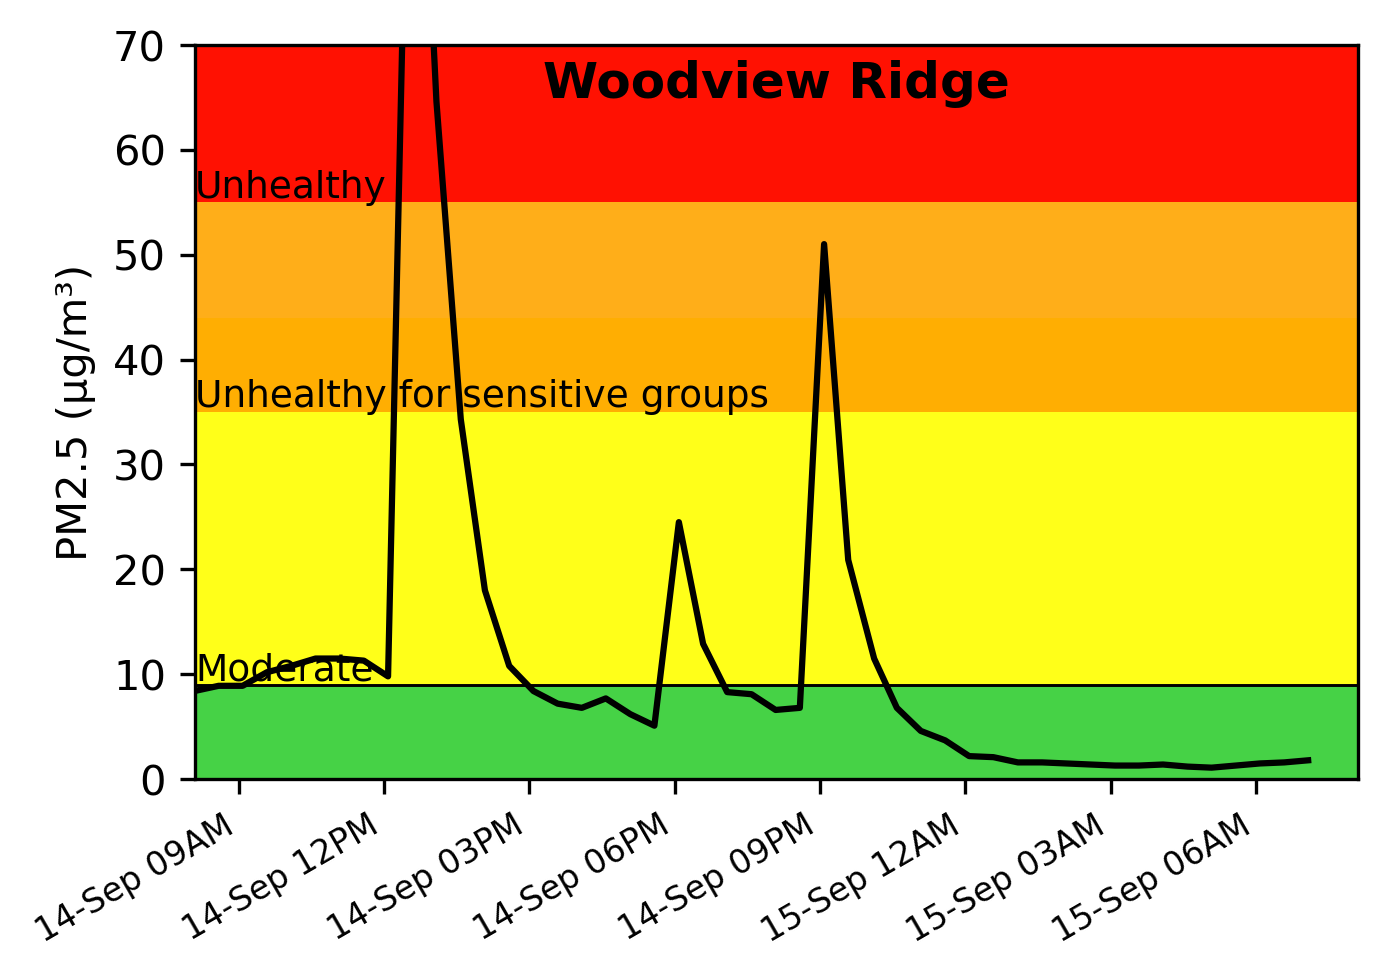 Woodview Ridge
PM2.5 (µg/m³)
70
60
50
40
30
20
10
0
Unhealthy
Unhealthy for sensitive groups
Moderate
14-Sep 09AM
14-Sep 12PM
14-Sep 03PM
14-Sep 06PM
14-Sep 09PM
15-Sep 12AM
15-Sep 03AM
15-Sep 06AM